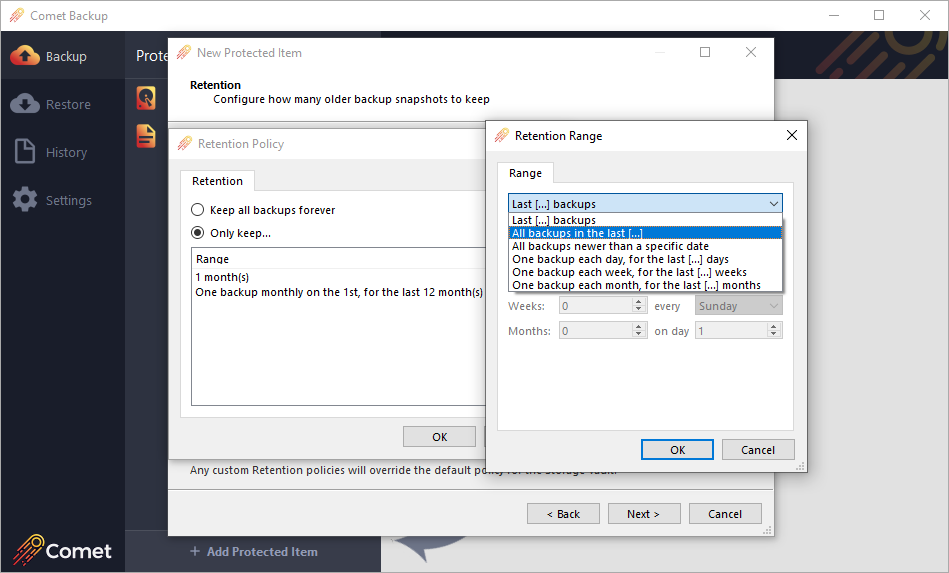 Comet Backup
Backup
Restore
History
Settings
Comet
Prote
New Protected Item
Retention
Configure how many older backup snapshots to keep
Retention Policy
Retention
Keep all backups forever
Only keep...
Range
1 month(s)
One backup monthly on the 1st, for the last 12 month(s)
OK
Retention Range
Range
Last [...] backups
Last [...] backups
All backups in the last [...]
All backups newer than a specific date
One backup each day, for the last [...] days
One backup each week, for the last [...] weeks
One backup each month, for the last [...] months
Weeks: 0 every Sunday
Months: 0 on day 1
OK Cancel
Any custom Retention policies will override the default policy for the Storage Vault.
< Back Next > Cancel
+ Add Protected Item